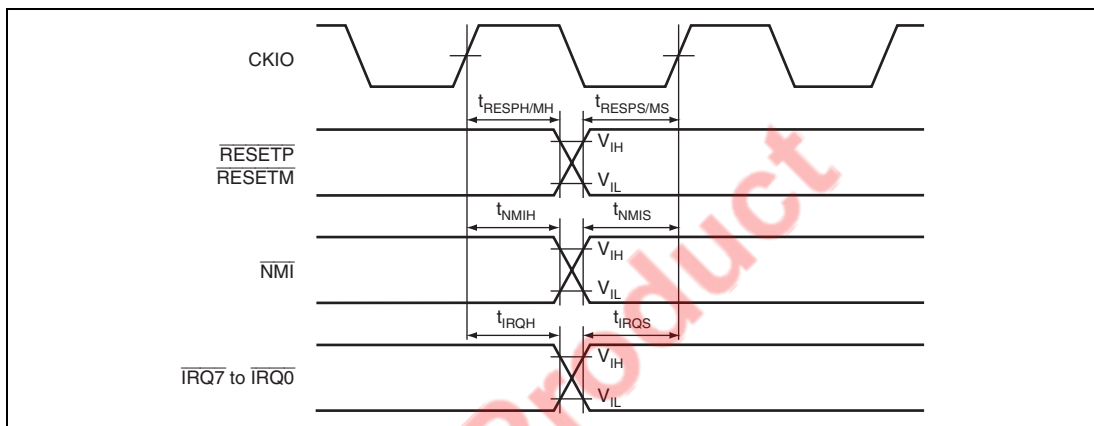 CKIO
tRESPH/MH tRESPS/MS
RESETP
RESETM
VIH
VIL
tNMIH tNMIS
NMI
VIH
VIL
tIRQH tIRQS
IRQ7 to IRQ0
VIH
VIL
Product